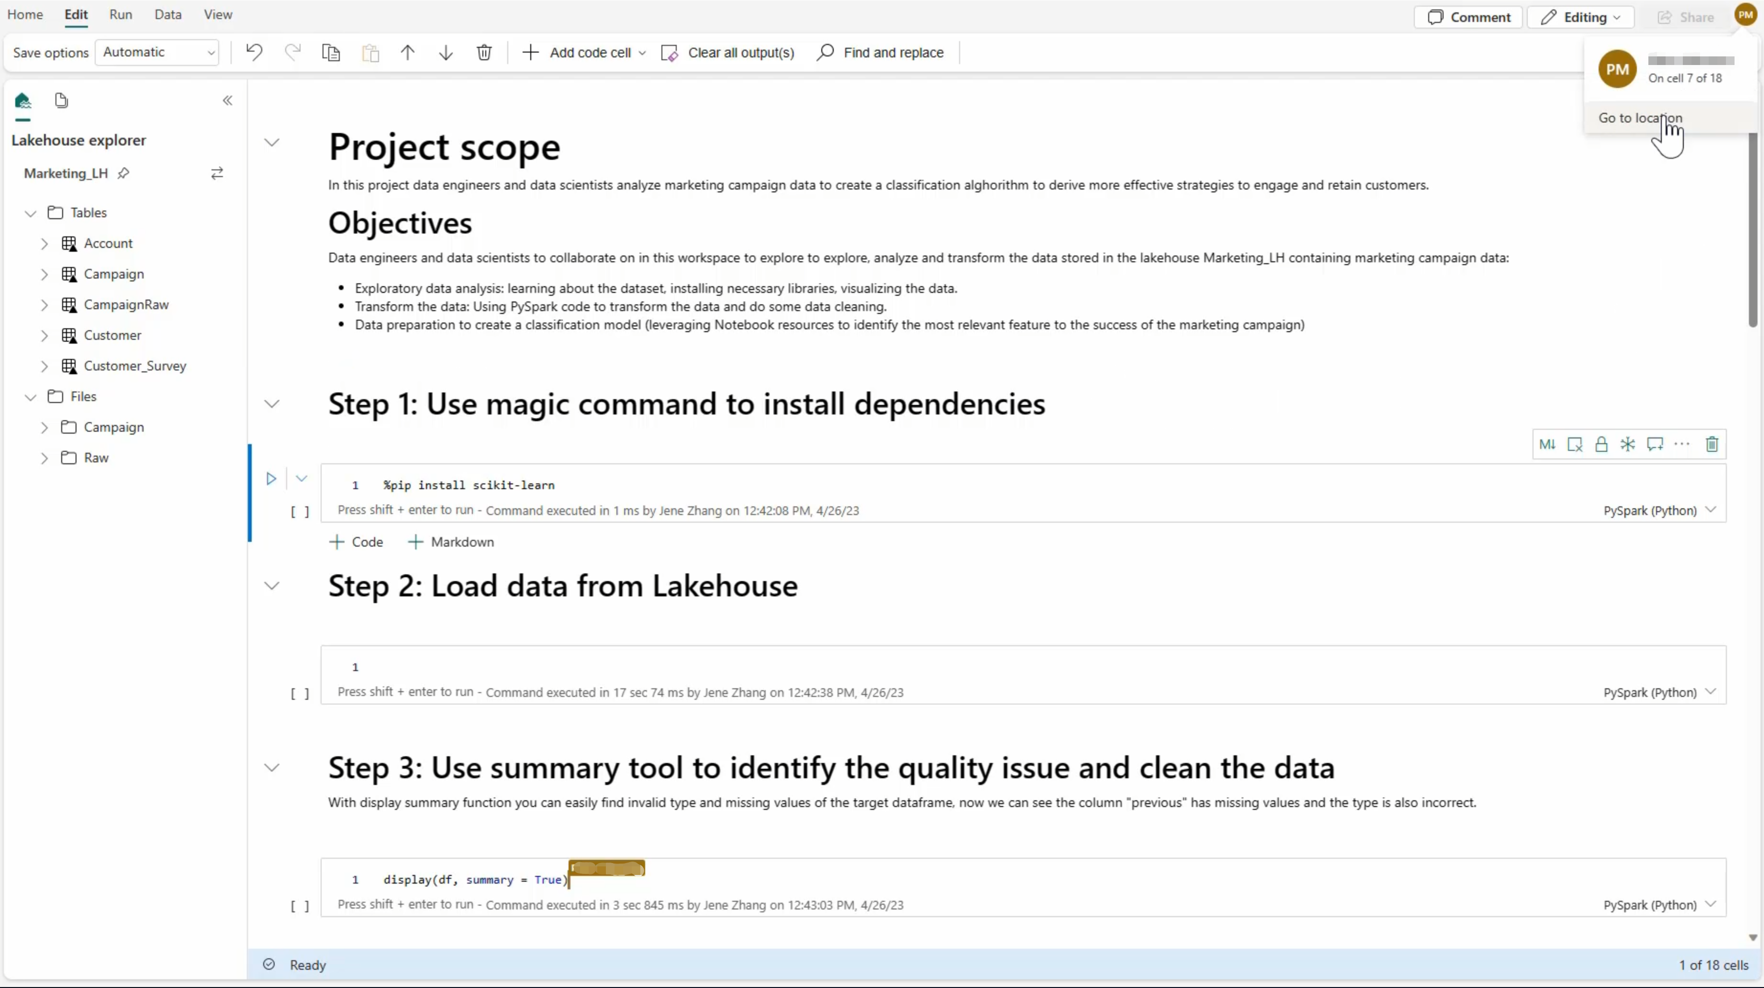 Home Edit Run Data View
Comment Editing Share PM
Save options Automatic Add code cell Clear all output(s) Find and replace
PM
On cell 7 of 18
Go to location
Lakehouse explorer
Marketing_LH
Tables
Account
Campaign
CampaignRaw
Customer
Customer_Survey
Files
Campaign
Raw
Project scope
In this project data engineers and data scientists analyze marketing campaign data to create a classification alghorithm to derive more effective strategies to engage and retain customers.
Objectives
Data engineers and data scientists to collaborate on in this workspace to explore to explore, analyze and transform the data stored in the lakehouse Marketing_LH containing marketing campaign data:
• Exploratory data analysis: learning about the dataset, installing necessary libraries, visualizing the data.
• Transform the data: Using PySpark code to transform the data and do some data cleaning.
• Data preparation to create a classification model (leveraging Notebook resources to identify the most relevant feature to the success of the marketing campaign)
Step 1: Use magic command to install dependencies
M↓ ···
1 %pip install scikit-learn
[ ] Press shift + enter to run - Command executed in 1 ms by Jene Zhang on 12:42:08 PM, 4/26/23 PySpark (Python)
+ Code + Markdown
Step 2: Load data from Lakehouse
1
[ ] Press shift + enter to run - Command executed in 17 sec 74 ms by Jene Zhang on 12:42:38 PM, 4/26/23 PySpark (Python)
Step 3: Use summary tool to identify the quality issue and clean the data
With display summary function you can easily find invalid type and missing values of the target dataframe, now we can see the column "previous" has missing values and the type is also incorrect.
1 display(df, summary = True)
[ ] Press shift + enter to run - Command executed in 3 sec 845 ms by Jene Zhang on 12:43:03 PM, 4/26/23 PySpark (Python)
Ready 1 of 18 cells